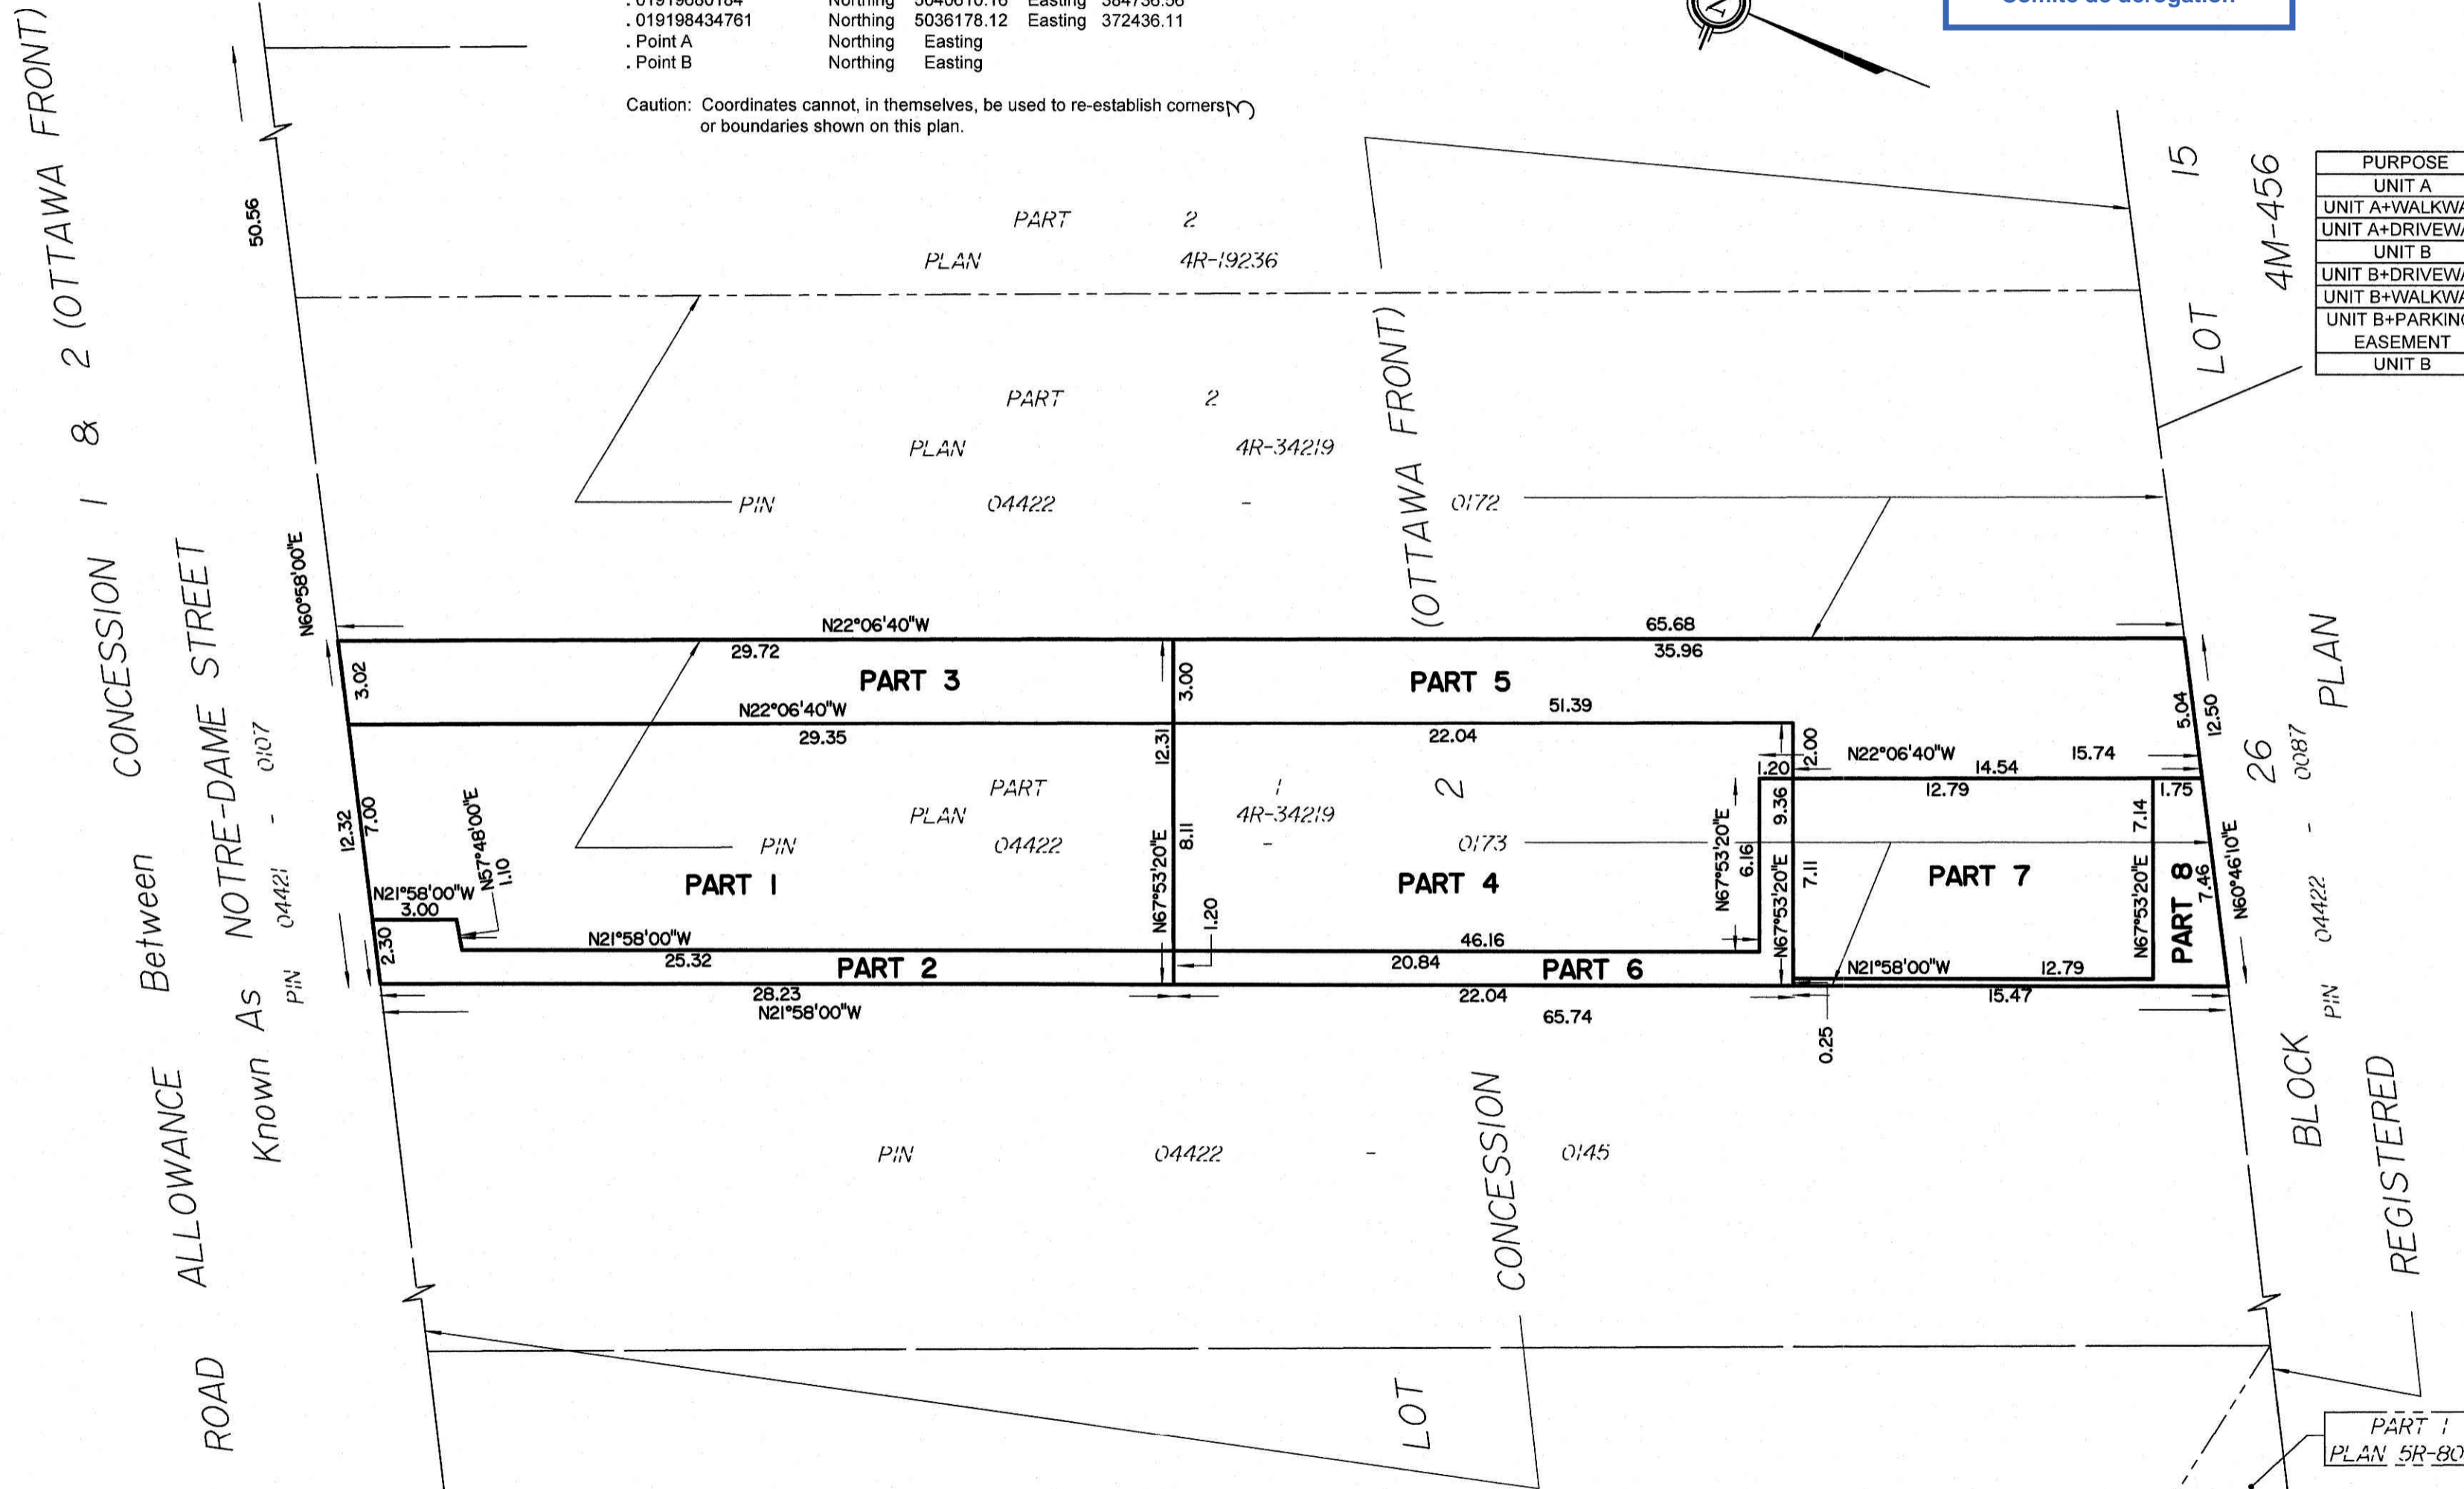 . 019198434761 Northing 5036178.12 Easting 372436.11
. Point A Northing Easting
. Point B Northing Easting
Caution: Coordinates cannot, in themselves, be used to re-establish corners
or boundaries shown on this plan.
3
CONCESSION 1 & 2 (OTTAWA FRONT)
ROAD ALLOWANCE Between
Known As NOTRE-DAME STREET
PIN 04421 - 0107
50.56
N60°58'00"E
PART 2
PLAN 4R-19236
PART 2
PLAN 4R-34219
PIN 04422 - 0172
(OTTAWA FRONT)
LOT 15
4M-456
PURPOSE
UNIT A
UNIT B
EASEMENT
UNIT B
N22°06'40"W
65.68
29.72
35.96
3.02
PART 3
3.00
PART 5
N22°06'40"W
51.39
29.35
12.31
22.04
2.00
5.04
12.50
N22°06'40"W
15.74
1.20
14.54
12.79
1.75
PART 1 2
PLAN 4R-34219
PIN 04422 - 0173
12.32
7.00
N57°48'00"E
1.10
N21°58'00"W
3.00
2.30
PART 1
N67°53'20"E
8.11
1.20
PART 4
N67°53'20"E
6.16
9.36
N67°53'20"E
7.11
PART 7
7.14
N67°53'20"E
PART 8
7.46
N60°46'10"E
N21°58'00"W
25.32
PART 2
46.16
20.84
PART 6
N21°58'00"W
12.79
28.23
N21°58'00"W
22.04
65.74
15.47
0.25
PIN 04422 - 0145
LOT
CONCESSION
BLOCK 26
PIN 04422 - 0087
REGISTERED PLAN
PART 1